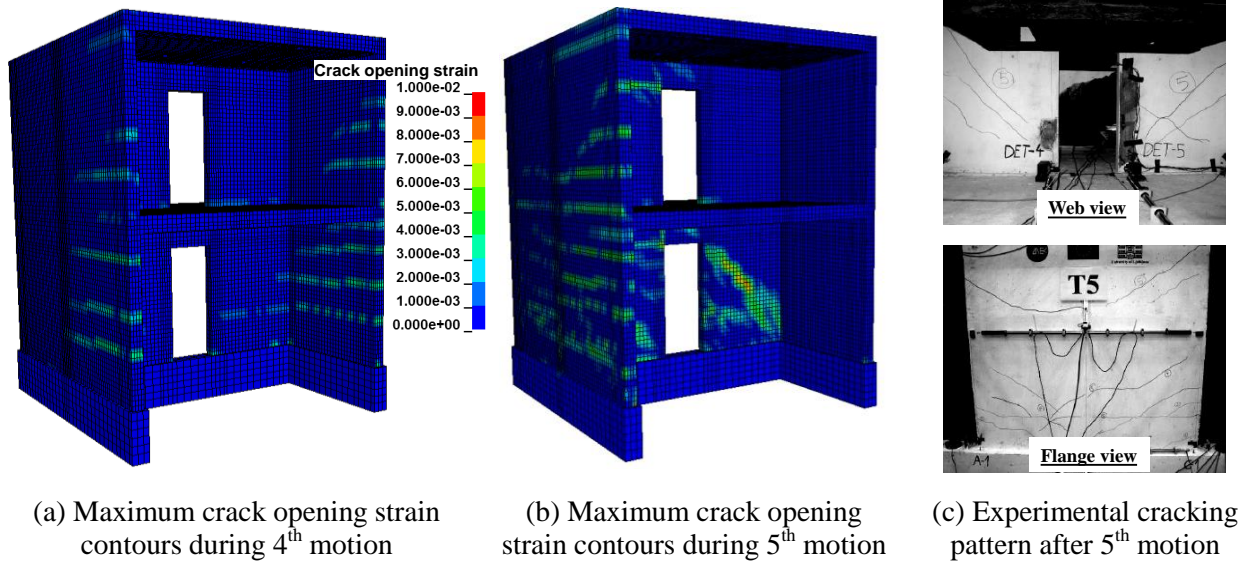 Crack opening strain
1.000e-02
9.000e-03
8.000e-03
7.000e-03
6.000e-03
5.000e-03
4.000e-03
3.000e-03
2.000e-03
1.000e-03
0.000e+00
5
5
DET-4
DET-5
Web view
T5
Flange view
A-1
(a) Maximum crack opening strain
contours during 4th motion
(b) Maximum crack opening
strain contours during 5th motion
(c) Experimental cracking
pattern after 5th motion